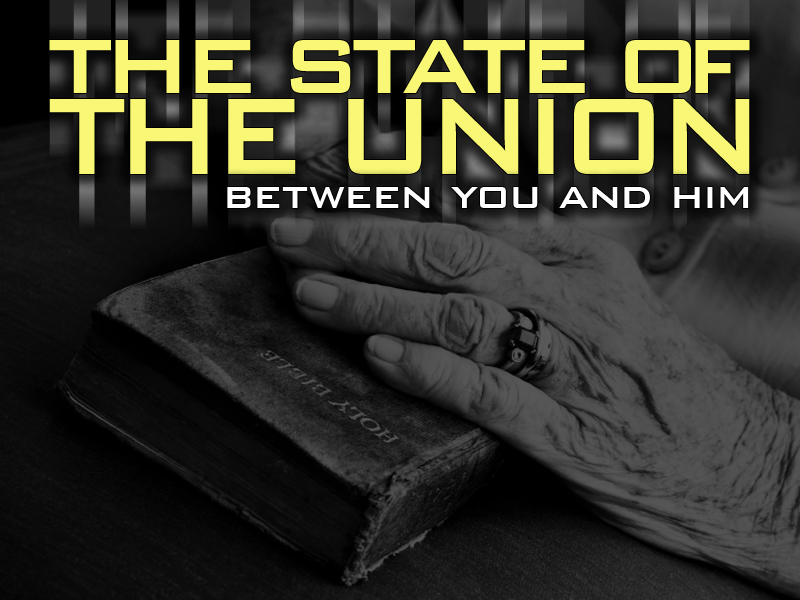 THE STATE OF
THE UNION
BETWEEN YOU AND HIM
HOLY BIBLE